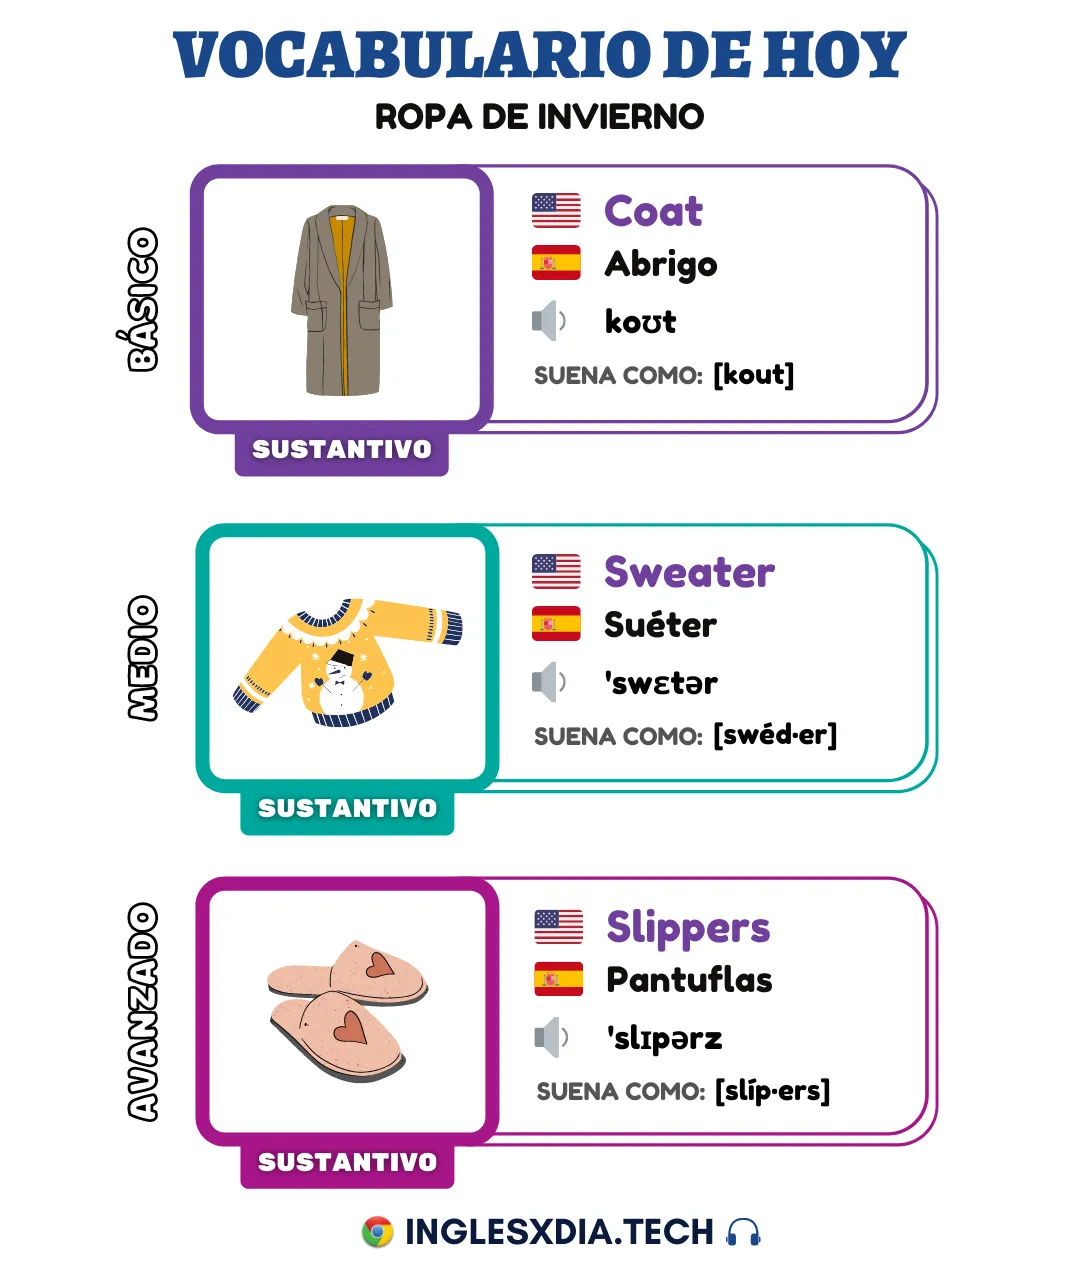 VOCABULARIO DE HOY
ROPA DE INVIERNO
BÁSICO
Coat
Abrigo
koʊt
SUENA COMO: [kout]
SUSTANTIVO
MEDIO
Sweater
Suéter
'swɛtər
SUENA COMO: [swéd·er]
SUSTANTIVO
AVANZADO
Slippers
Pantuflas
'slɪpərz
SUENA COMO: [slíp·ers]
SUSTANTIVO
INGLESXDIA.TECH